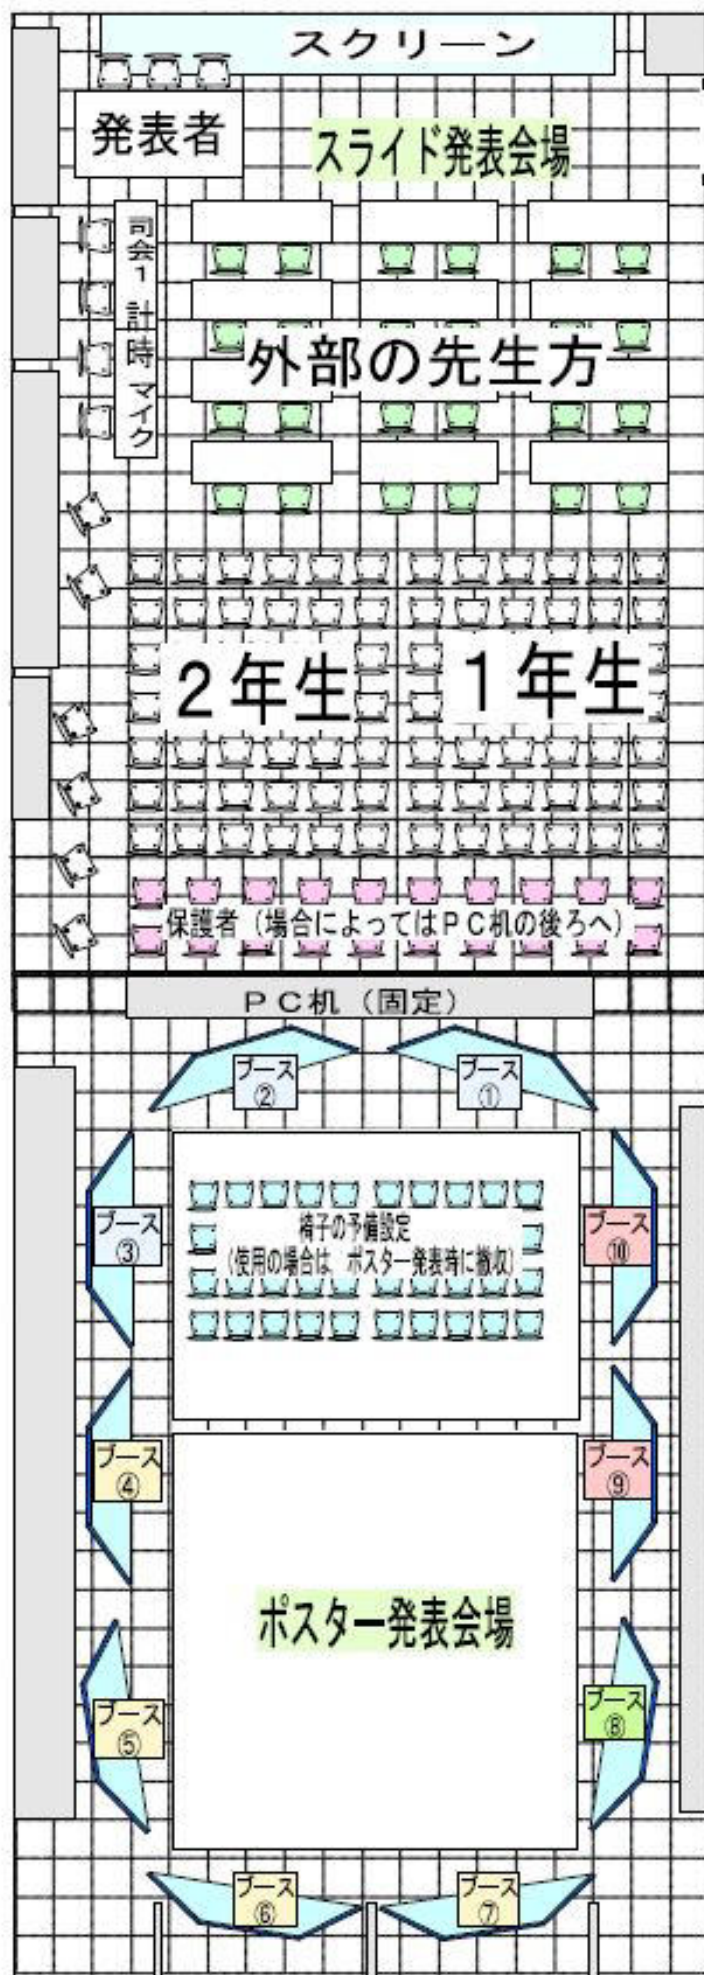 スクリーン
発表者
スライド発表会場
司会1 計時 マイク
外部の先生方
2年生
1年生
保護者(場合によってはPC机の後ろへ)
PC机(固定)
ブース
②
ブース
①
椅子の予備設定
(使用の場合は ポスター発表時に撤収)
ブース
③
ブース
⑩
ブース
④
ブース
⑨
ポスター発表会場
ブース
⑤
ブース
⑧
ブース
⑥
ブース
⑦